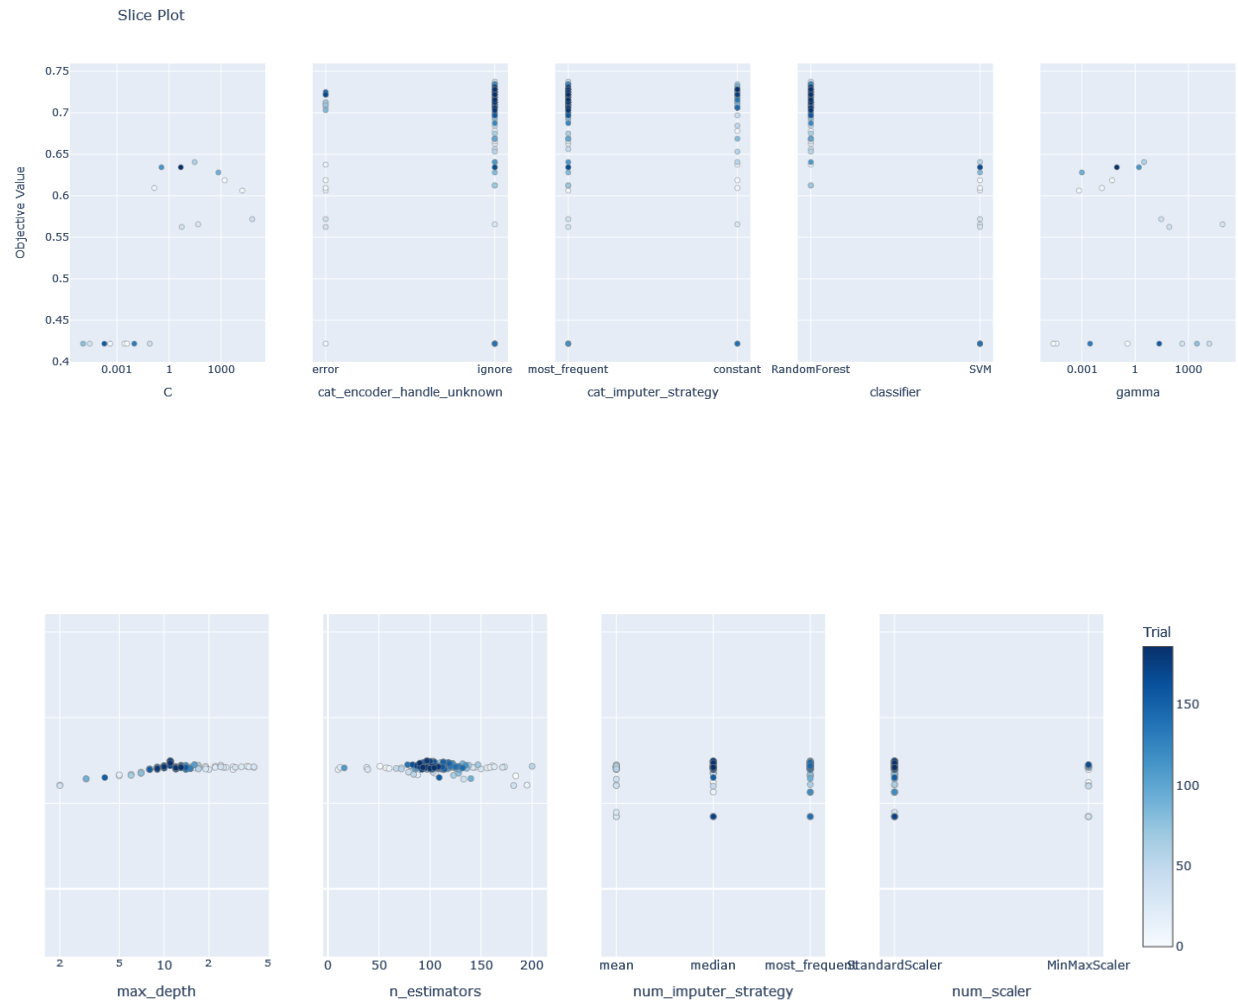 Slice Plot
0.75
0.7
0.65
0.6
0.55
0.5
0.45
0.4
Objective Value
0.001 1 1000
C
error ignore
cat_encoder_handle_unknown
most_frequent constant
cat_imputer_strategy
RandomForest SVM
classifier
0.001 1 1000
gamma
2 5 10 2 5
max_depth
0 50 100 150 200
n_estimators
mean median most_frequent
num_imputer_strategy
StandardScaler MinMaxScaler
num_scaler
Trial
150
100
50
0